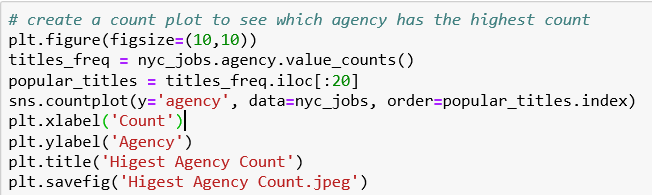 # create a count plot to see which agency has the highest count
plt.figure(figsize=(10,10))
titles_freq = nyc_jobs.agency.value_counts()
popular_titles = titles_freq.iloc[:20]
sns.countplot(y='agency', data=nyc_jobs, order=popular_titles.index)
plt.xlabel('Count')
plt.ylabel('Agency')
plt.title('Higest Agency Count')
plt.savefig('Higest Agency Count.jpeg')